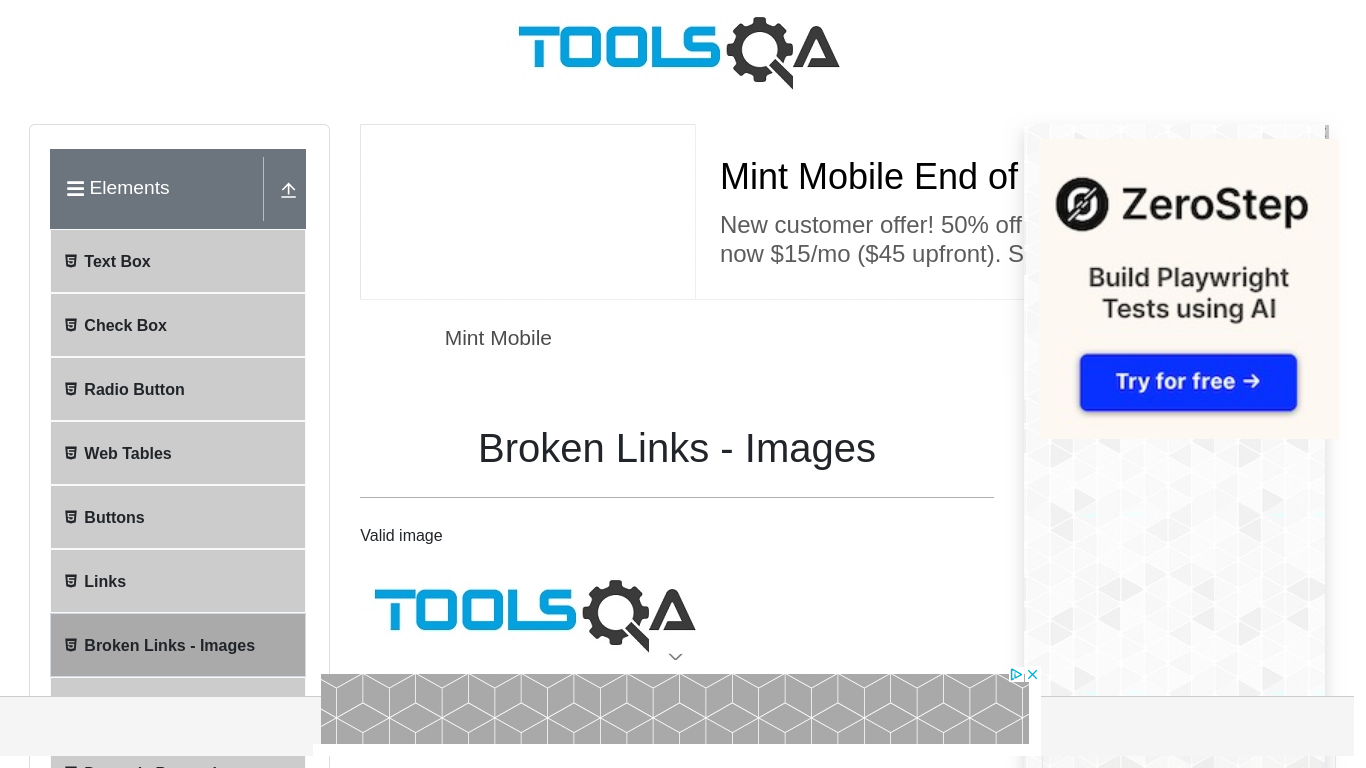 TOOLSQA
Elements
Text Box
Check Box
Radio Button
Web Tables
Buttons
Links
Broken Links - Images
Mint Mobile End of
New customer offer! 50% off
now $15/mo ($45 upfront). S
Mint Mobile
Broken Links - Images
Valid image
TOOLSQA
ZeroStep
Build Playwright
Tests using AI
Try for free →